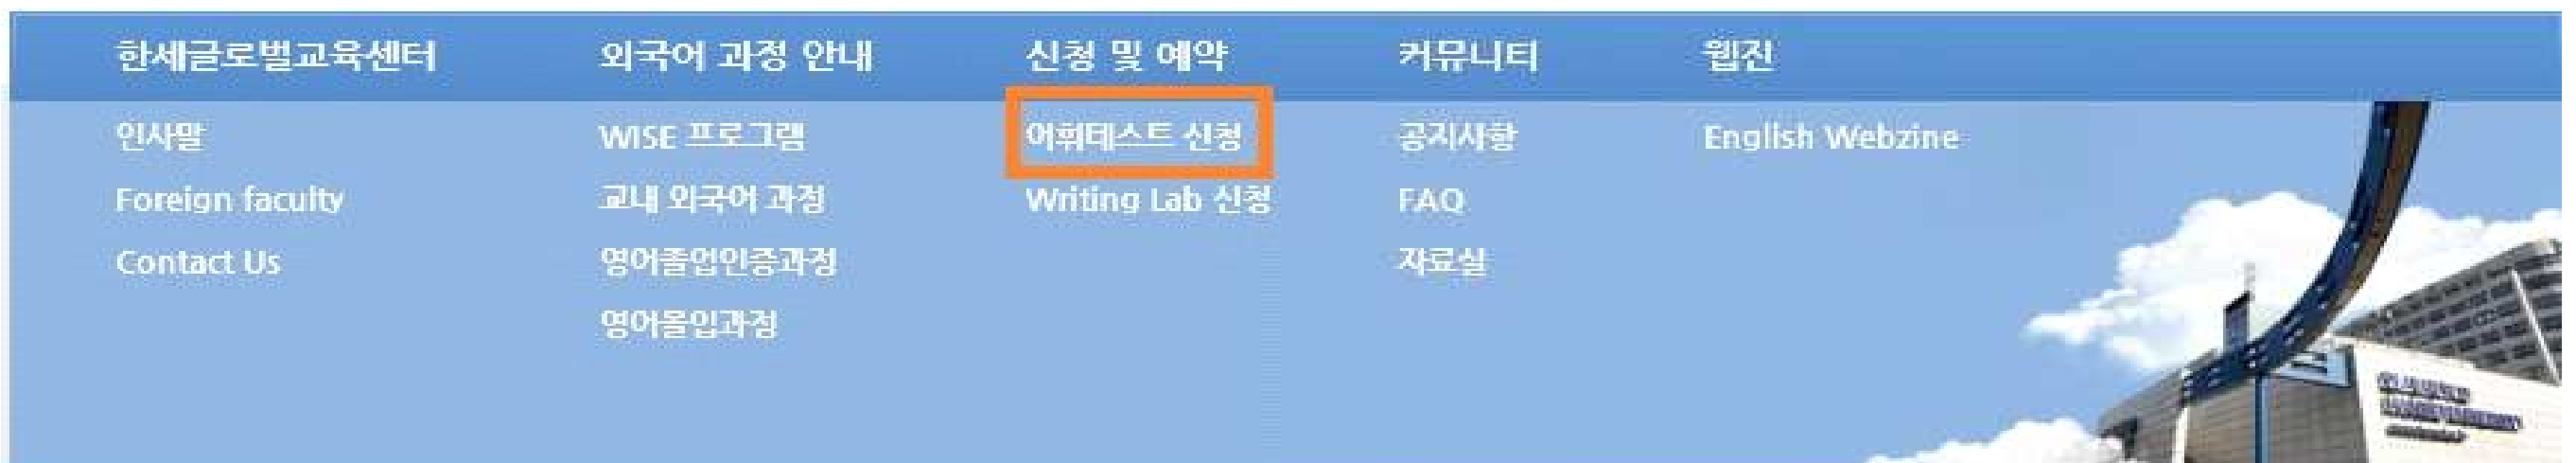 한세글로벌교육센터 외국어 과정 안내 신청 및 예약 커뮤니티 웹진
인사말 WISE 프로그램 어휘테스트 신청 공지사항 English Webzine
Foreign faculty 교내 외국어 과정 Writing Lab 신청 FAQ
Contact Us 영어졸업인증과정 자료실
영어몰입과정